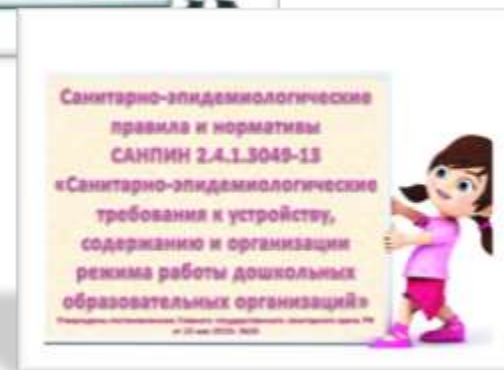 Санитарно-эпидемиологические
правила и нормативы
САНПИН 2.4.1.3049-13
«Санитарно-эпидемиологические
требования к устройству,
содержанию и организации
режима работы дошкольных
образовательных организаций»